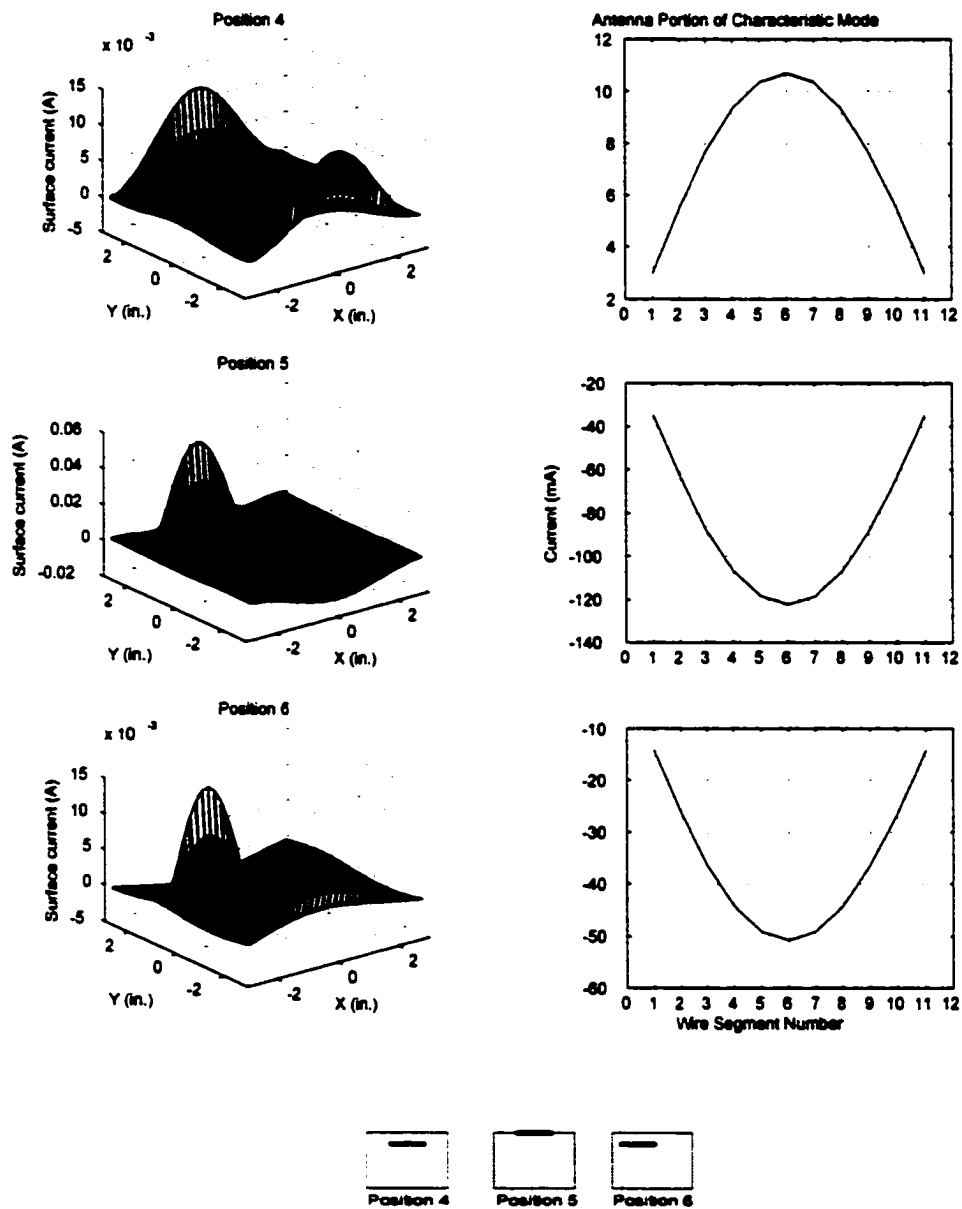 Position 4
Antenna Portion of Characteristic Mode
x 10 -3
15
10
5
0
-5
Surface current (A)
2
0
-2
Y (in.)
-2
0
2
X (in.)
12
10
8
6
4
2
0 1 2 3 4 5 6 7 8 9 10 11 12
Position 5
0.06
0.04
0.02
0
-0.02
Surface current (A)
2
0
-2
Y (in.)
-2
0
2
X (in.)
-20
-40
-60
-80
-100
-120
-140
Current (mA)
0 1 2 3 4 5 6 7 8 9 10 11 12
Position 6
x 10 -3
15
10
5
0
-5
Surface current (A)
2
0
-2
Y (in.)
-2
0
2
X (in.)
-10
-20
-30
-40
-50
-60
0 1 2 3 4 5 6 7 8 9 10 11 12
Wire Segment Number
Position 4 Position 5 Position 6